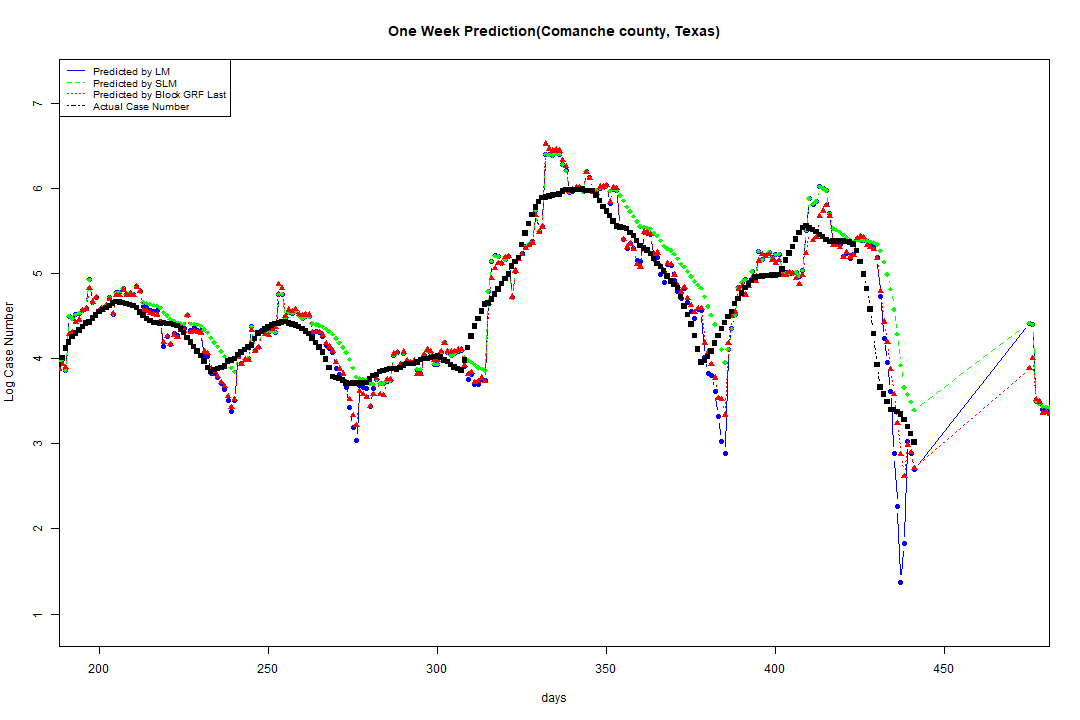 One Week Prediction(Comanche county, Texas)
Predicted by LM
Predicted by SLM
Predicted by Block GRF Last
Actual Case Number
7
6
5
4
3
2
1
Log Case Number
200 250 300 350 400 450
days